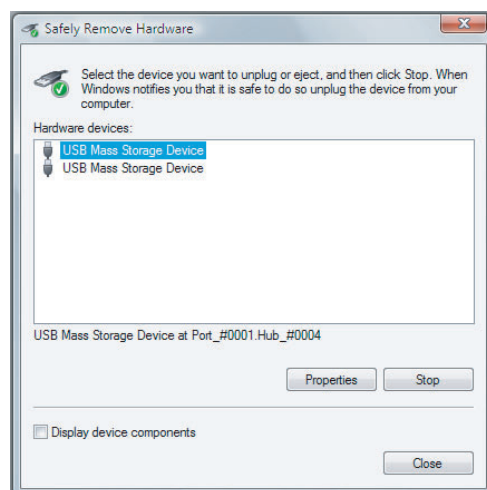 Safely Remove Hardware
Select the device you want to unplug or eject, and then click Stop. When
Windows notifies you that it is safe to do so unplug the device from your
computer.
Hardware devices:
USB Mass Storage Device
USB Mass Storage Device
USB Mass Storage Device at Port_#0001.Hub_#0004
Properties Stop
Display device components
Close